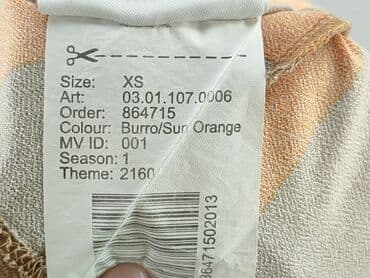 Size: XS
Art: 03.01.107.0006
Order: 864715
Colour: Burro/Sun Orange
MV ID: 001
Season: 1
Theme: 2160
86471502013